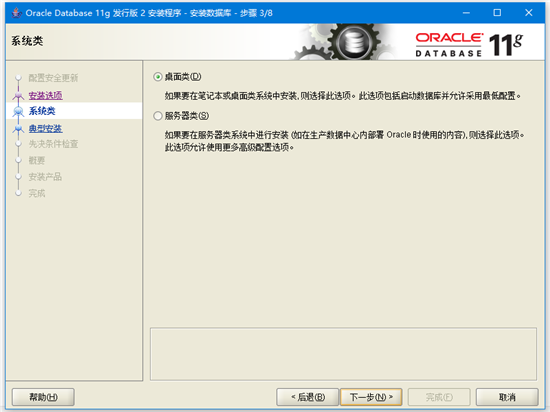 Oracle Database 11g 发行版 2 安装程序 - 安装数据库 - 步骤 3/8
系统类
ORACLE
DATABASE 11g
配置安全更新
安装选项
系统类
典型安装
先决条件检查
概要
安装产品
完成
桌面类(D)
如果要在笔记本或桌面类系统中安装, 则选择此选项。此选项包括启动数据库并允许采用最低配置。
服务器类(S)
如果要在服务器类系统中进行安装 (如在生产数据中心内部署 Oracle 时使用的内容), 则选择此选项。
此选项允许使用更多高级配置选项。
帮助(H)
< 后退(B)
下一步(N) >
完成(F)
取消